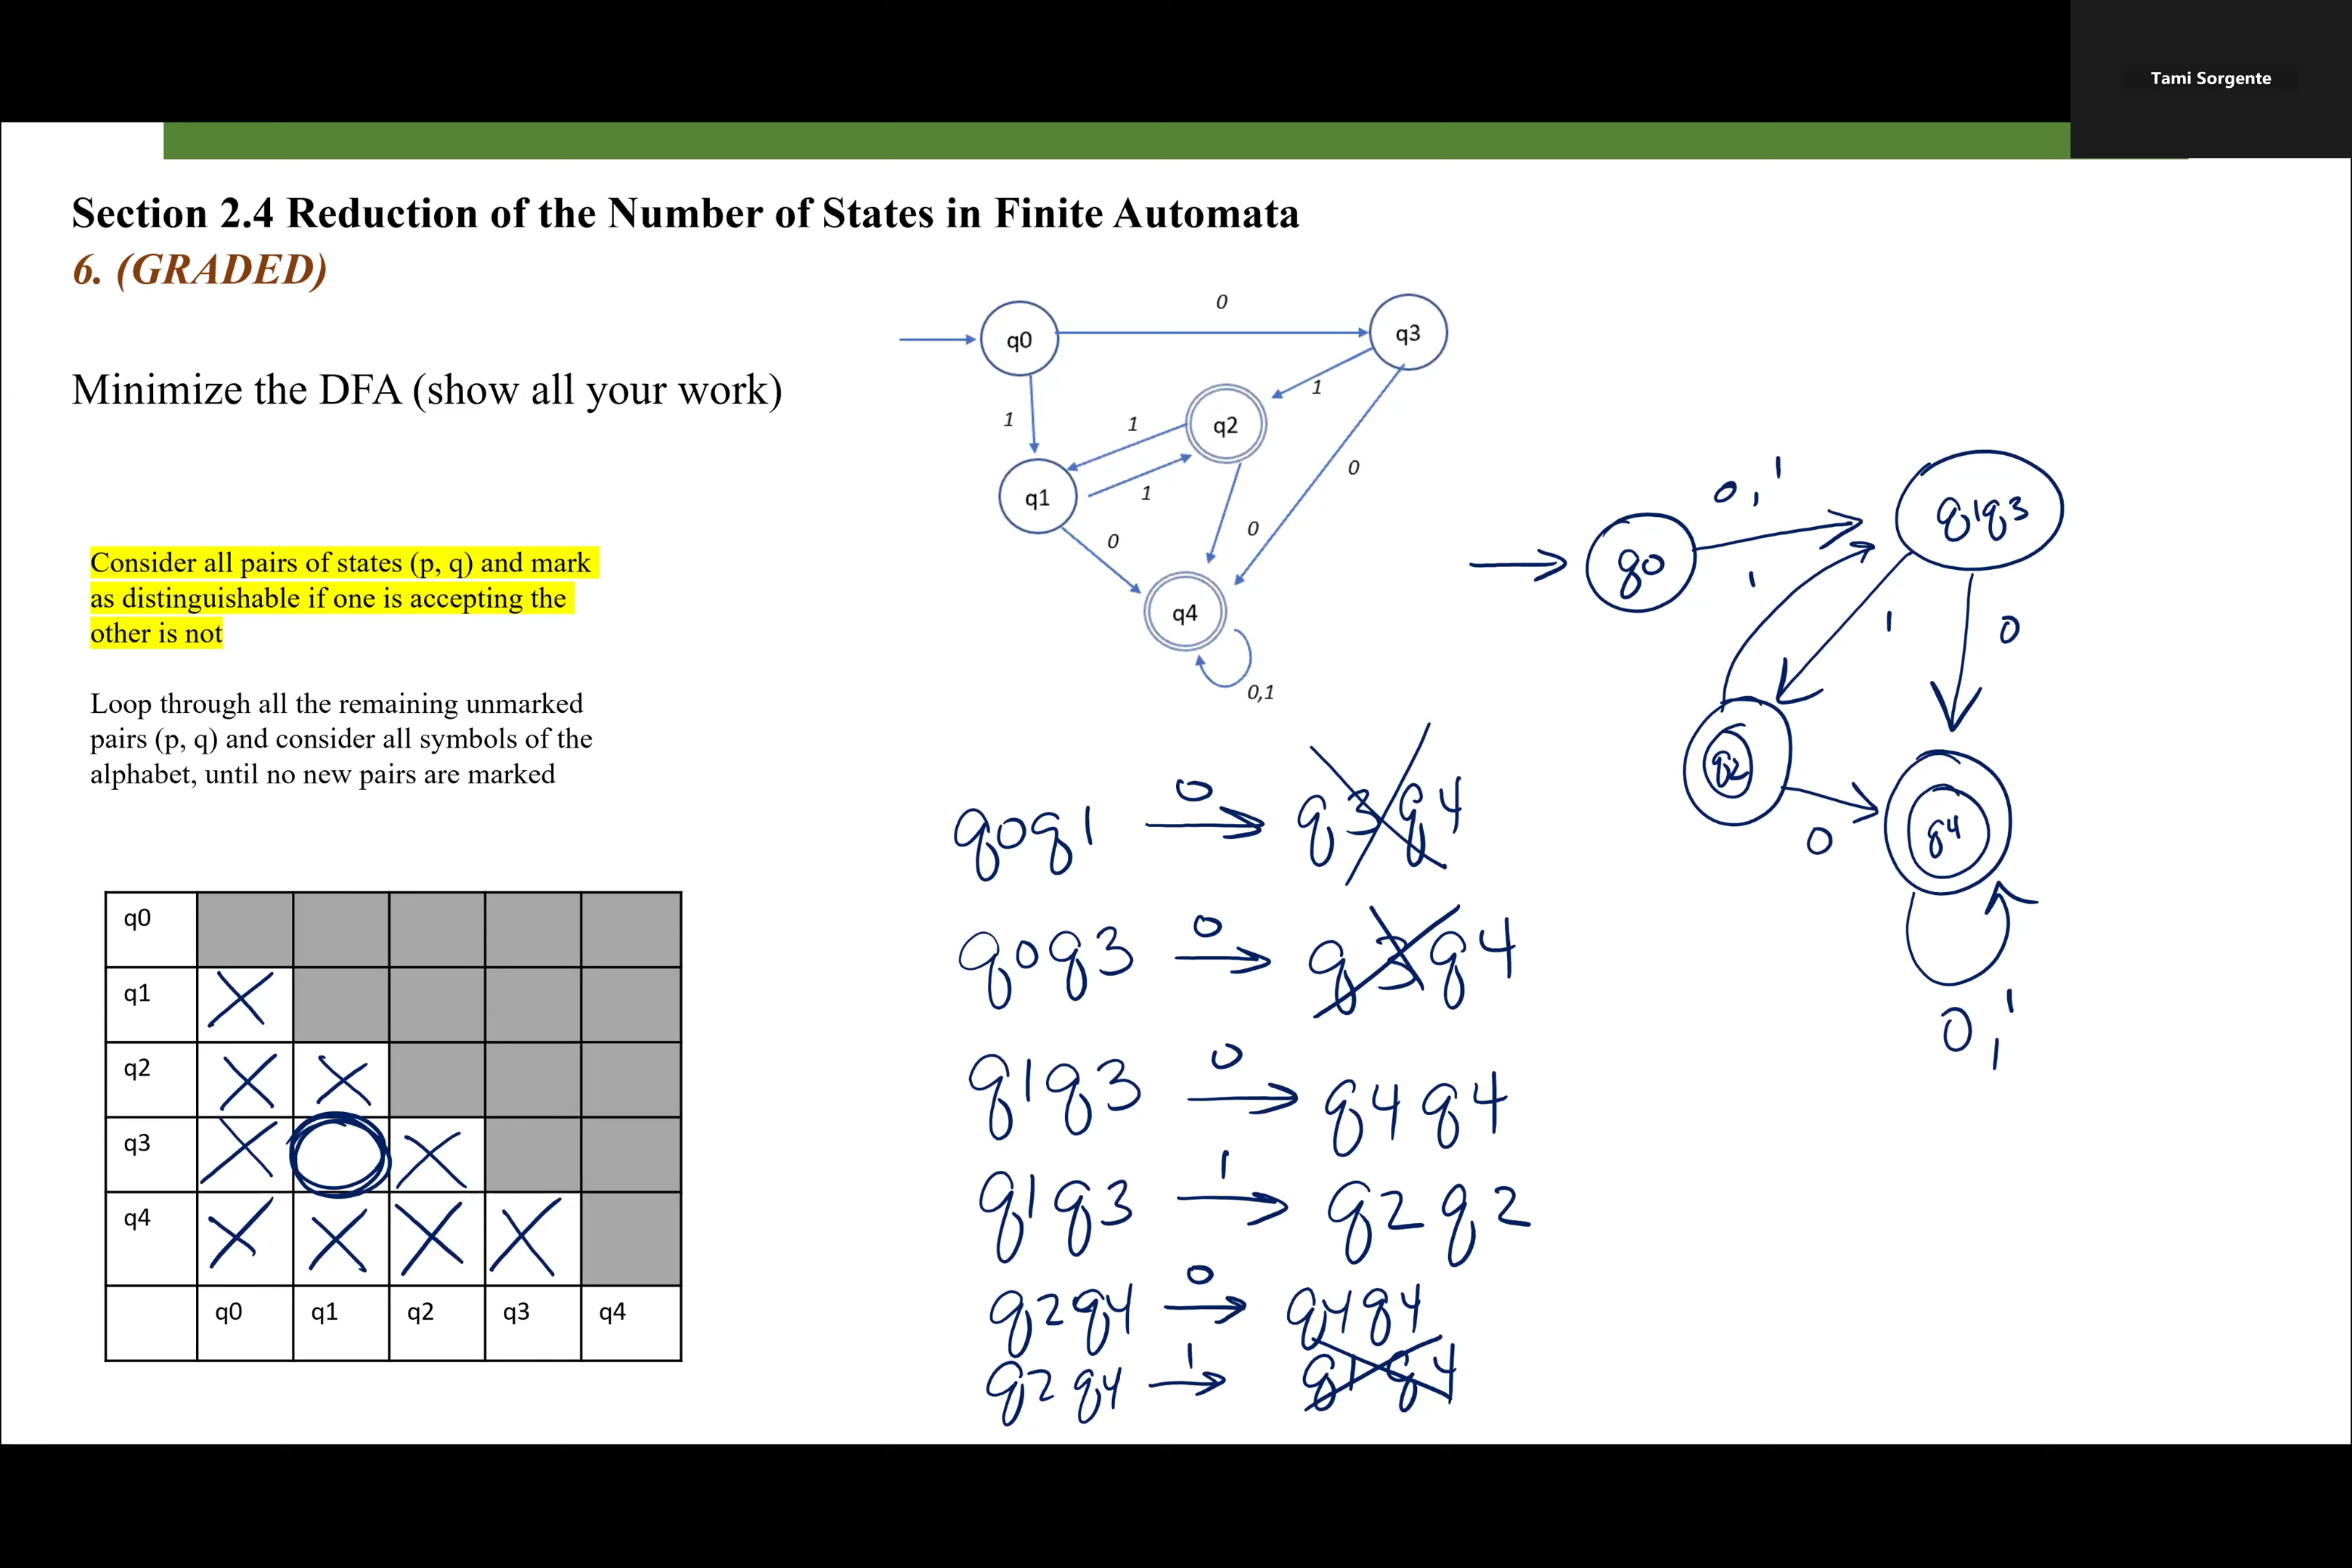 Tami Sorgente
Section 2.4 Reduction of the Number of States in Finite Automata
6. (GRADED)
Minimize the DFA (show all your work)
Consider all pairs of states (p, q) and mark
as distinguishable if one is accepting the
other is not
Loop through all the remaining unmarked
pairs (p, q) and consider all symbols of the
alphabet, until no new pairs are marked
0
q0
q3
1
1
1
q2
1
0
q1
0
0
q4
0,1
0,1
q1q3
q0
1
1
0
q2
0
q4
0,1
q0q1 0 → q3q4
q0q3 0 → q3q4
q1q3 0 → q4q4
q1q3 1 → q2q2
q2q4 0 → q4q4
q2q4 1 → q1q4
q0
q1 X
q2 X X
q3 X X
q4 X X X X
q0 q1 q2 q3 q4